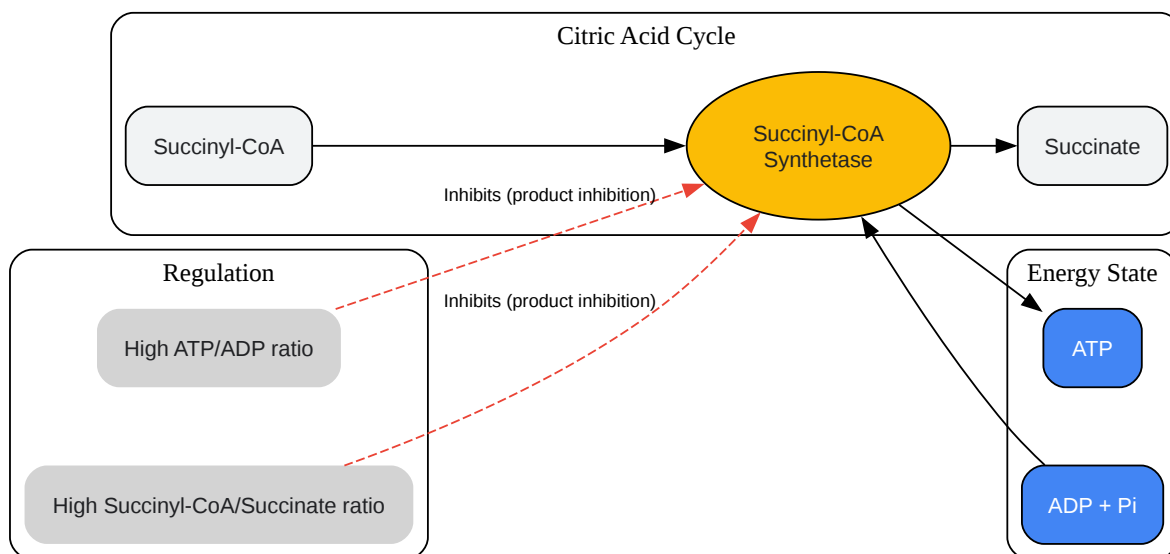 Citric Acid Cycle
Succinyl-CoA
Succinyl-CoA
Synthetase
Succinate
Inhibits (product inhibition)
Regulation
Energy State
Inhibits (product inhibition)
High ATP/ADP ratio
ATP
High Succinyl-CoA/Succinate ratio
ADP + Pi